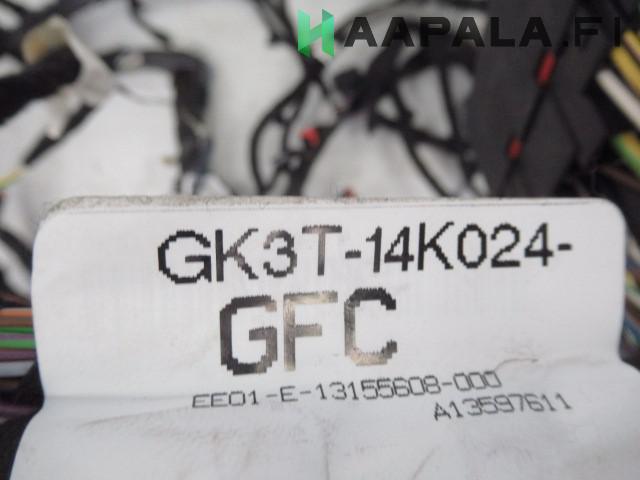 HAAPALA.FI
GK3T-14K024-
GFC
EE01-E-13155608-000
A13597611